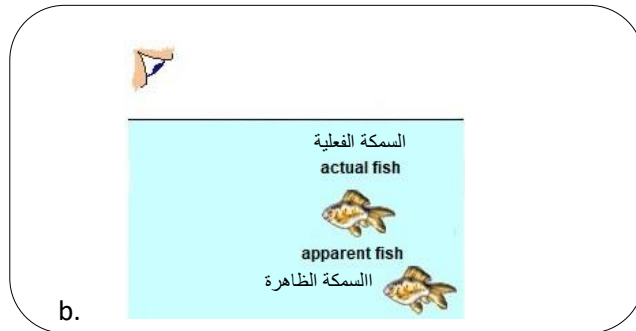 السمكة الفعلية
actual fish
apparent fish
االسمكة الظاهرة
b.